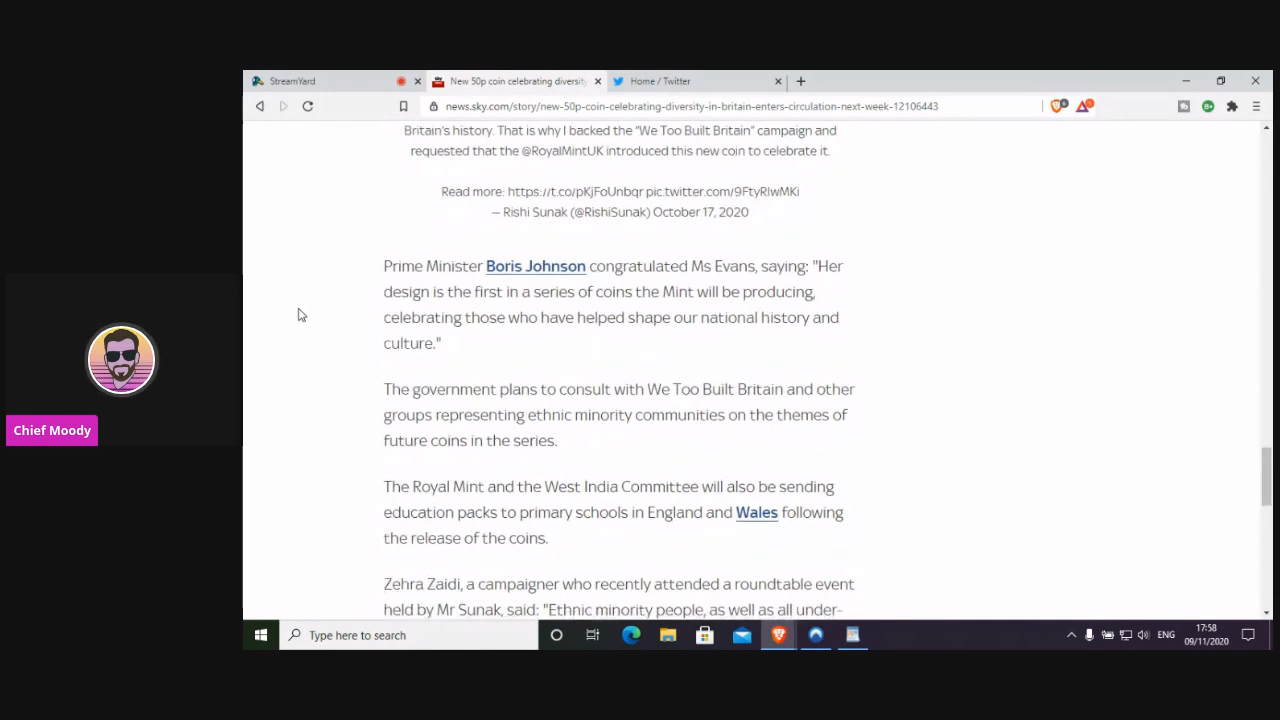 StreamYard
New 50p coin celebrating diversity
Home / Twitter
news.sky.com/story/new-50p-coin-celebrating-diversity-in-britain-enters-circulation-next-week-12106443
Britain's history. That is why I backed the "We Too Built Britain" campaign and
requested that the @RoyalMintUK introduced this new coin to celebrate it.
Read more: https://t.co/pKjFoUnbqr pic.twitter.com/9FtyRIwMKi
— Rishi Sunak (@RishiSunak) October 17, 2020
Prime Minister Boris Johnson congratulated Ms Evans, saying: "Her
design is the first in a series of coins the Mint will be producing,
celebrating those who have helped shape our national history and
culture."
The government plans to consult with We Too Built Britain and other
groups representing ethnic minority communities on the themes of
future coins in the series.
The Royal Mint and the West India Committee will also be sending
education packs to primary schools in England and Wales following
the release of the coins.
Zehra Zaidi, a campaigner who recently attended a roundtable event
held by Mr Sunak, said: "Ethnic minority people, as well as all under-
Chief Moody
Type here to search
ENG
17:58
09/11/2020